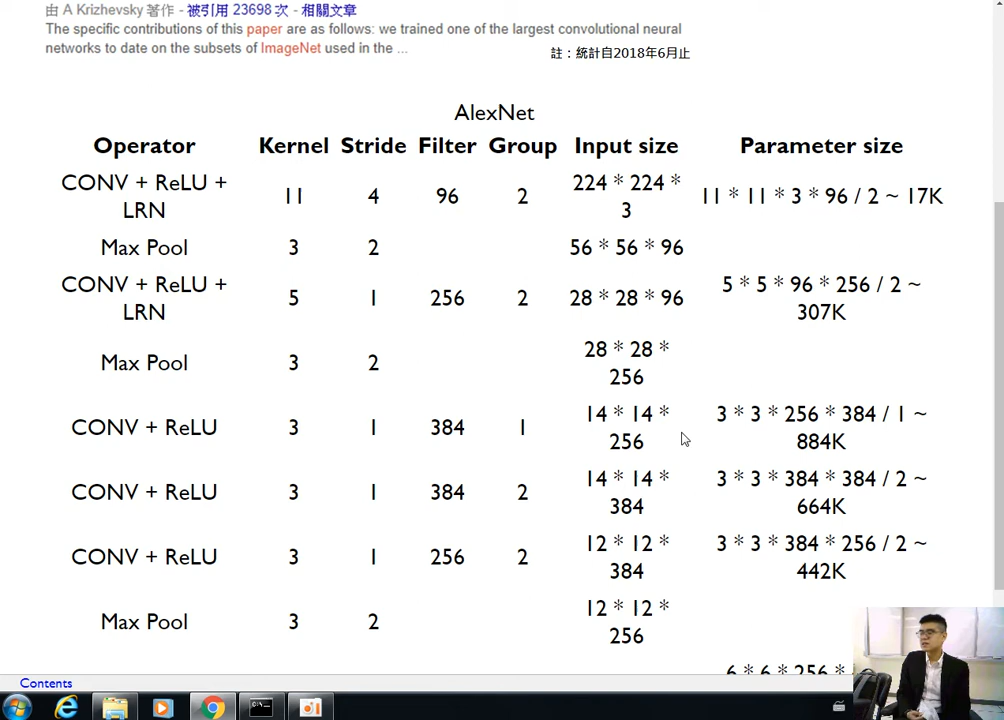 由 A Krizhevsky 著作 - 被引用 23698 次 - 相關文章
The specific contributions of this paper are as follows: we trained one of the largest convolutional neural
networks to date on the subsets of ImageNet used in the ...
註：統計自2018年6月止
AlexNet
Operator Kernel Stride Filter Group Input size Parameter size
CONV + ReLU +
LRN
11 4 96 2
224 * 224 *
3
11 * 11 * 3 * 96 / 2 ~ 17K
Max Pool 3 2 56 * 56 * 96
CONV + ReLU +
LRN
5 1 256 2 28 * 28 * 96
5 * 5 * 96 * 256 / 2 ~
307K
Max Pool 3 2
28 * 28 *
256
CONV + ReLU 3 1 384 1
14 * 14 *
256
3 * 3 * 256 * 384 / 1 ~
884K
CONV + ReLU 3 1 384 2
14 * 14 *
384
3 * 3 * 384 * 384 / 2 ~
664K
CONV + ReLU 3 1 256 2
12 * 12 *
384
3 * 3 * 384 * 256 / 2 ~
442K
Max Pool 3 2
12 * 12 *
256
6 * 6 * 256 *
Contents